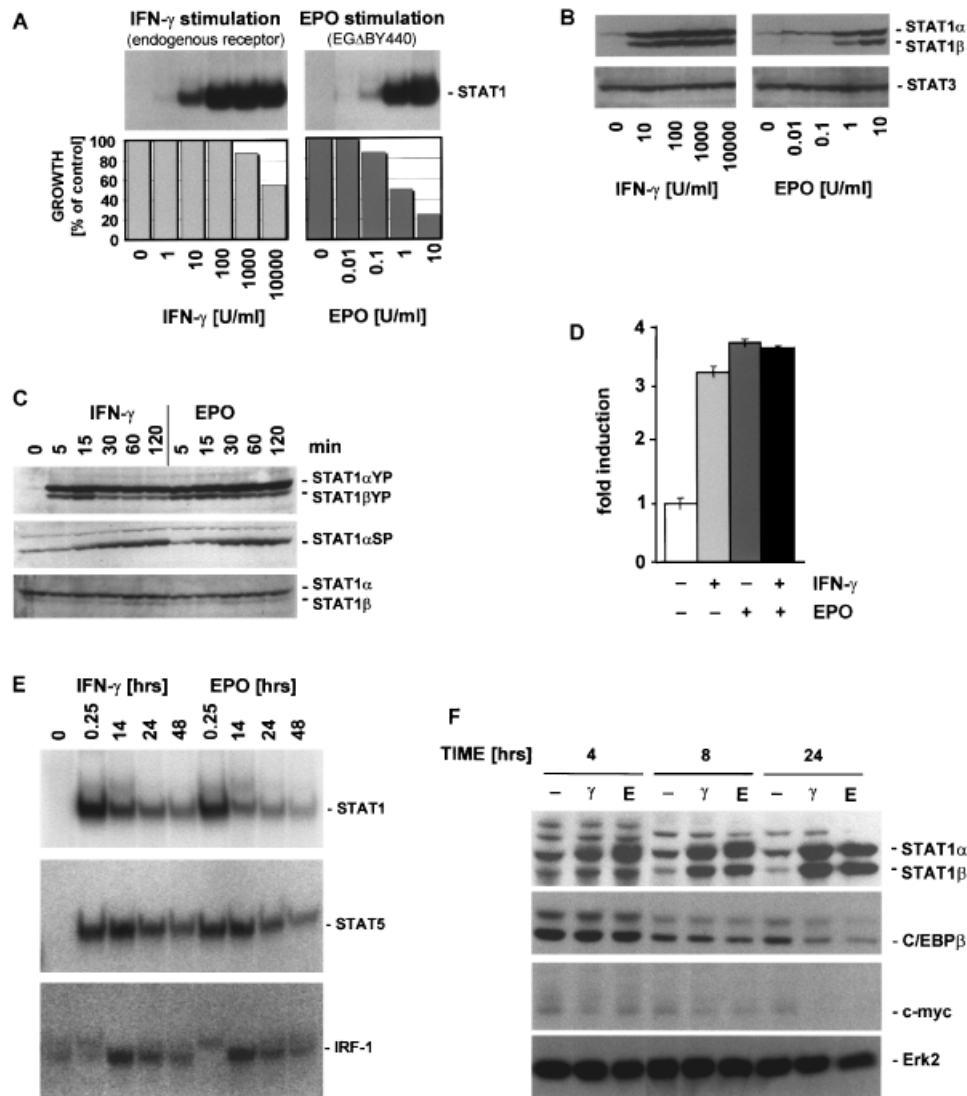 A
IFN-γ stimulation
(endogenous receptor)
EPO stimulation
(EGΔBY440)
- STAT1
GROWTH
[% of control]
100
80
60
40
20
0
0 1 10 100 1000 10000
IFN-γ [U/ml]
0 0.01 0.1 1 10
EPO [U/ml]
B
- STAT1α
- STAT1β
- STAT3
0 10 100 1000 10000
IFN-γ [U/ml]
0 0.01 0.1 1 10
EPO [U/ml]
C
IFN-γ EPO
0 5 15 30 60 120 5 15 30 60 120 min
- STAT1αYP
- STAT1βYP
- STAT1αSP
- STAT1α
- STAT1β
D
fold induction
4
3
2
1
0
- + - + IFN-γ
- - + + EPO
E
IFN-γ [hrs] EPO [hrs]
0 0.25 14 24 48 0.25 14 24 48
- STAT1
- STAT5
- IRF-1
F
TIME [hrs] 4 8 24
– γ E – γ E – γ E
- STAT1α
- STAT1β
- C/EBPβ
- c-myc
- Erk2